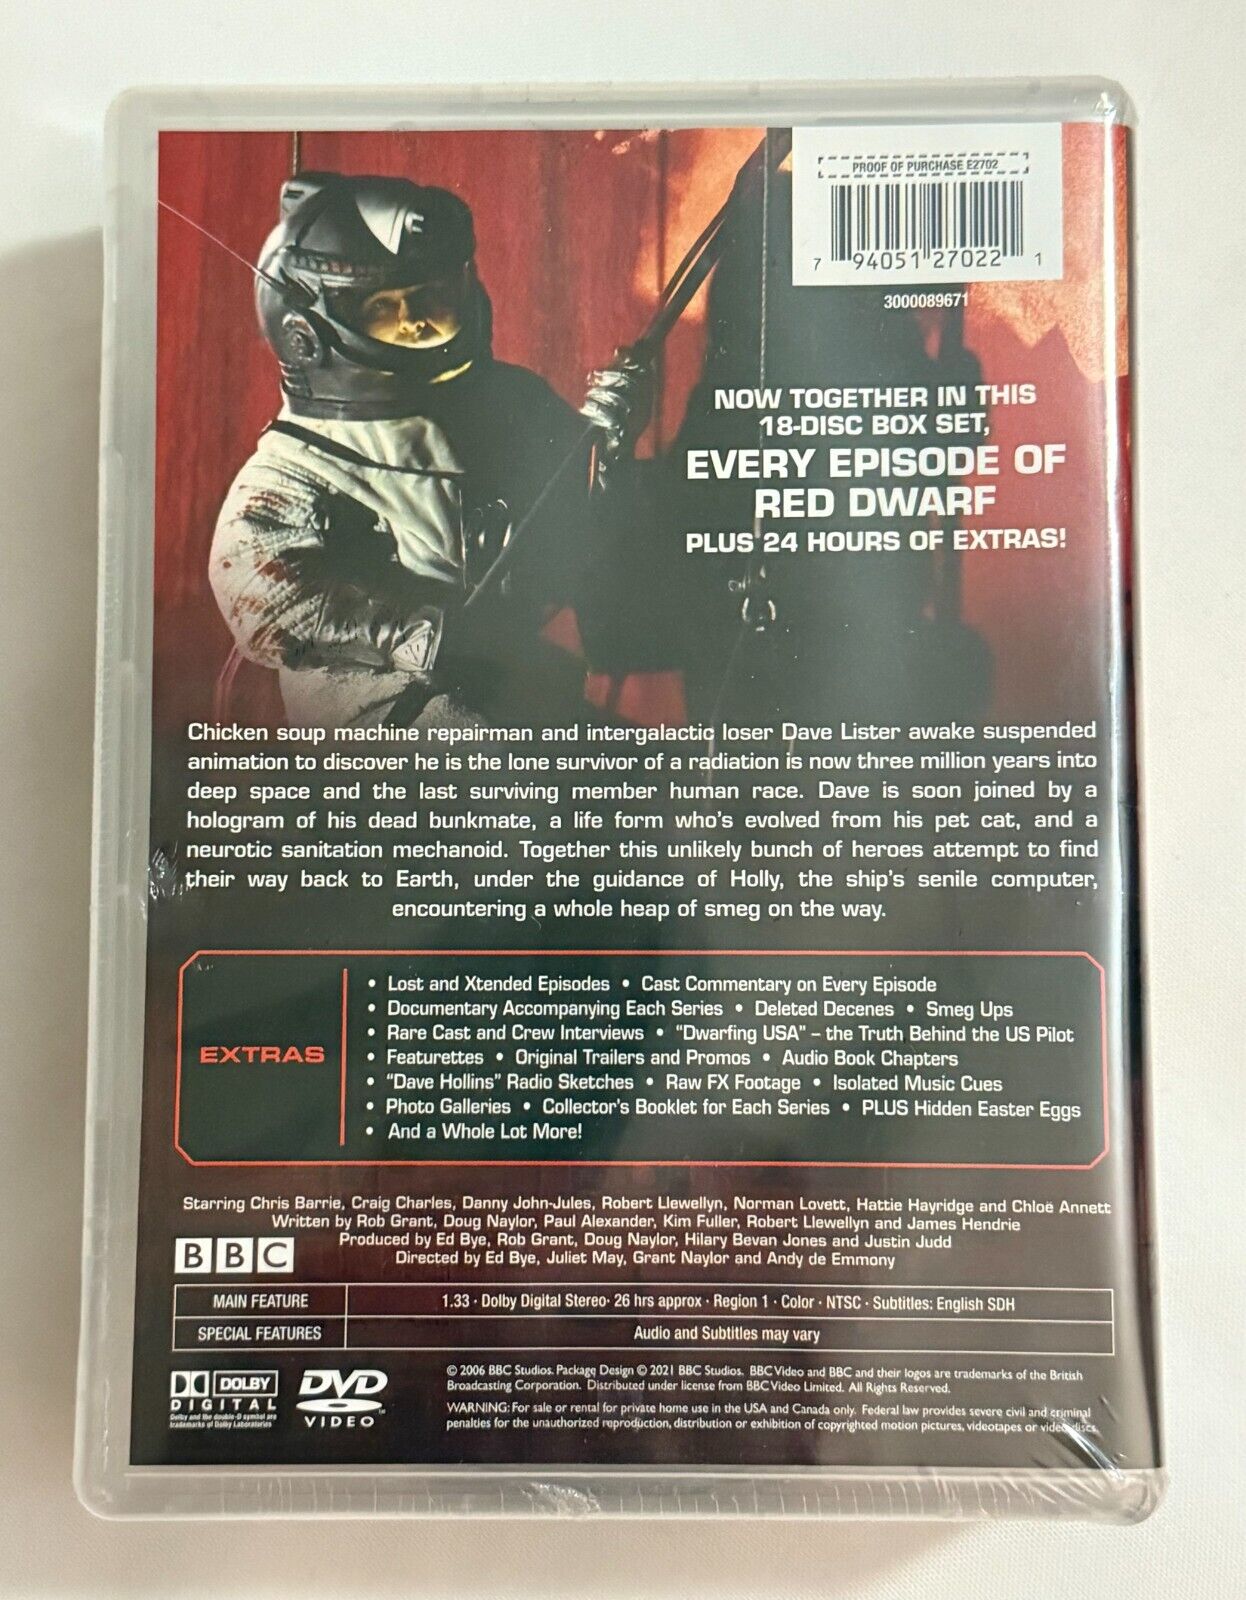 PROOF OF PURCHASE E2702
7 94051 27022 1
3000089671
NOW TOGETHER IN THIS
18-DISC BOX SET,
EVERY EPISODE OF
RED DWARF
PLUS 24 HOURS OF EXTRAS!
Chicken soup machine repairman and intergalactic loser Dave Lister awake suspended
animation to discover he is the lone survivor of a radiation is now three million years into
deep space and the last surviving member human race. Dave is soon joined by a
hologram of his dead bunkmate, a life form who's evolved from his pet cat, and a
neurotic sanitation mechanoid. Together this unlikely bunch of heroes attempt to find
their way back to Earth, under the guidance of Holly, the ship's senile computer,
encountering a whole heap of smeg on the way.
EXTRAS
• Lost and Xtended Episodes • Cast Commentary on Every Episode
• Documentary Accompanying Each Series • Deleted Decenes • Smeg Ups
• Rare Cast and Crew Interviews • "Dwarfing USA" – the Truth Behind the US Pilot
• Featurettes • Original Trailers and Promos • Audio Book Chapters
• "Dave Hollins" Radio Sketches • Raw FX Footage • Isolated Music Cues
• Photo Galleries • Collector's Booklet for Each Series • PLUS Hidden Easter Eggs
• And a Whole Lot More!
Starring Chris Barrie, Craig Charles, Danny John-Jules, Robert Llewellyn, Norman Lovett, Hattie Hayridge and Chloë Annett
Written by Rob Grant, Doug Naylor, Paul Alexander, Kim Fuller, Robert Llewellyn and James Hendrie
Produced by Ed Bye, Rob Grant, Doug Naylor, Hilary Bevan Jones and Justin Judd
Directed by Ed Bye, Juliet May, Grant Naylor and Andy de Emmony
BBC
MAIN FEATURE 1.33 · Dolby Digital Stereo· 26 hrs approx · Region 1 · Color · NTSC · Subtitles: English SDH
SPECIAL FEATURES Audio and Subtitles may vary
DOLBY
DIGITAL
Dolby and the double-D symbol are
trademarks of Dolby Laboratories
DVD
VIDEO
© 2006 BBC Studios. Package Design © 2021 BBC Studios. BBC Video and BBC and their logos are trademarks of the British
Broadcasting Corporation. Distributed under license from BBC Video Limited. All Rights Reserved.
WARNING: For sale or rental for private home use in the USA and Canada only. Federal law provides severe civil and criminal
penalties for the unauthorized reproduction, distribution or exhibition of copyrighted motion pictures, videotapes or video discs.